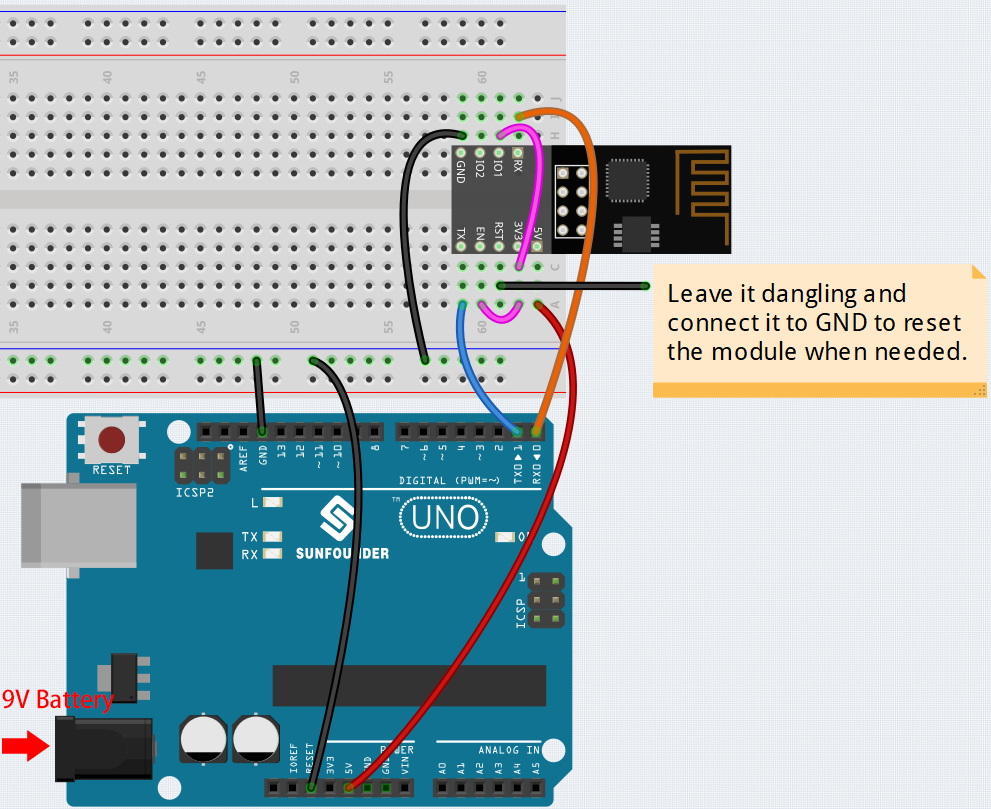 35 40 45 50 55 60
J
I
H
GND IO2 IO1 RX
TX EN RST 3V3 5V
C
A
35 40 45 50 55 60
Leave it dangling and
connect it to GND to reset
the module when needed.
RESET
ICSP2
AREF GND 13 12 ~11 ~10 8 7 ~6 ~5 4 ~3 2 TX0▶1 RX0◀0
DIGITAL (PWM=~)
L
TX
RX
SUNFOUNDER
™
UNO
1
ICSP
9V Battery
POWER
ANALOG IN
IOREF RESET 3V3 5V GND GND VIN A0 A1 A2 A3 A4 A5